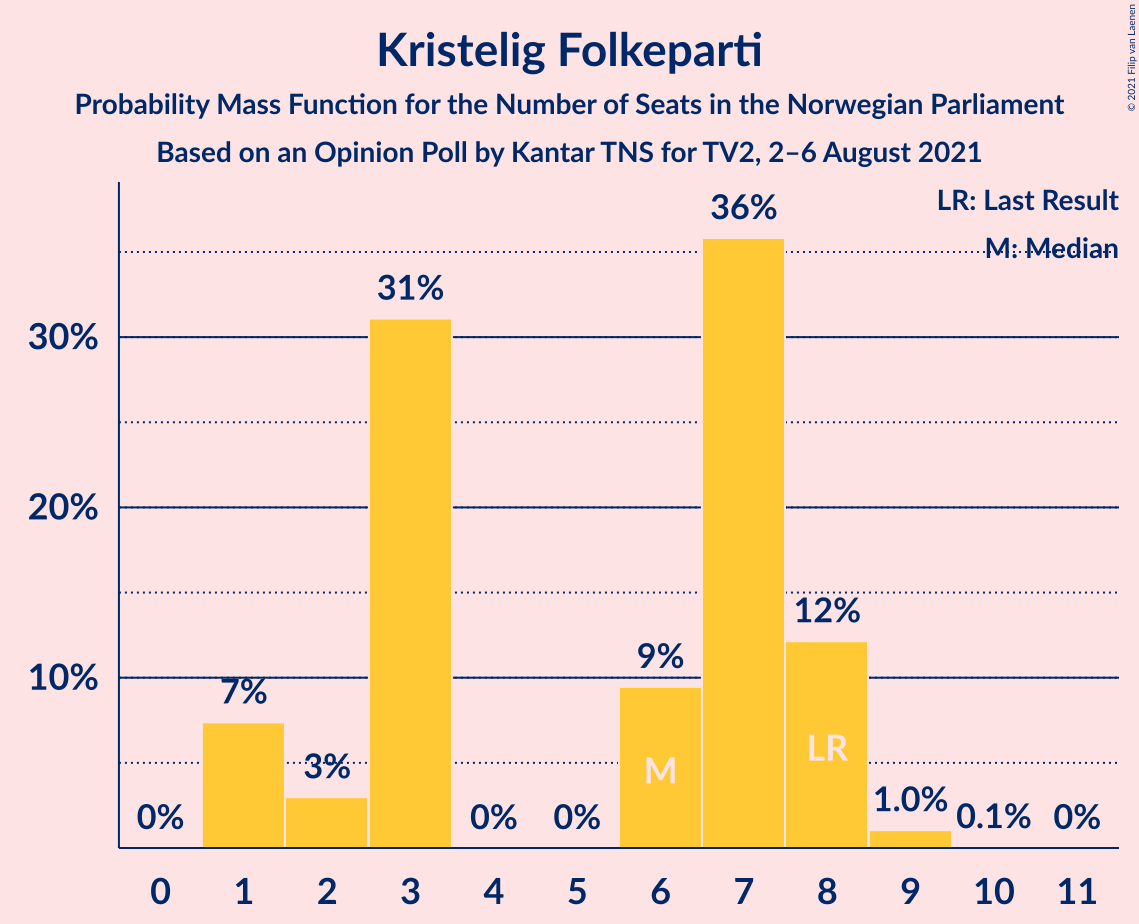 Kristelig Folkeparti
Probability Mass Function for the Number of Seats in the Norwegian Parliament
Based on an Opinion Poll by Kantar TNS for TV2, 2–6 August 2021
© 2021 Filip van Laenen
LR: Last Result
M: Median
30%
20%
10%
0%
7%
3%
31%
0%
0%
9%
36%
12%
1.0%
0.1%
0%
M
LR
0 1 2 3 4 5 6 7 8 9 10 11